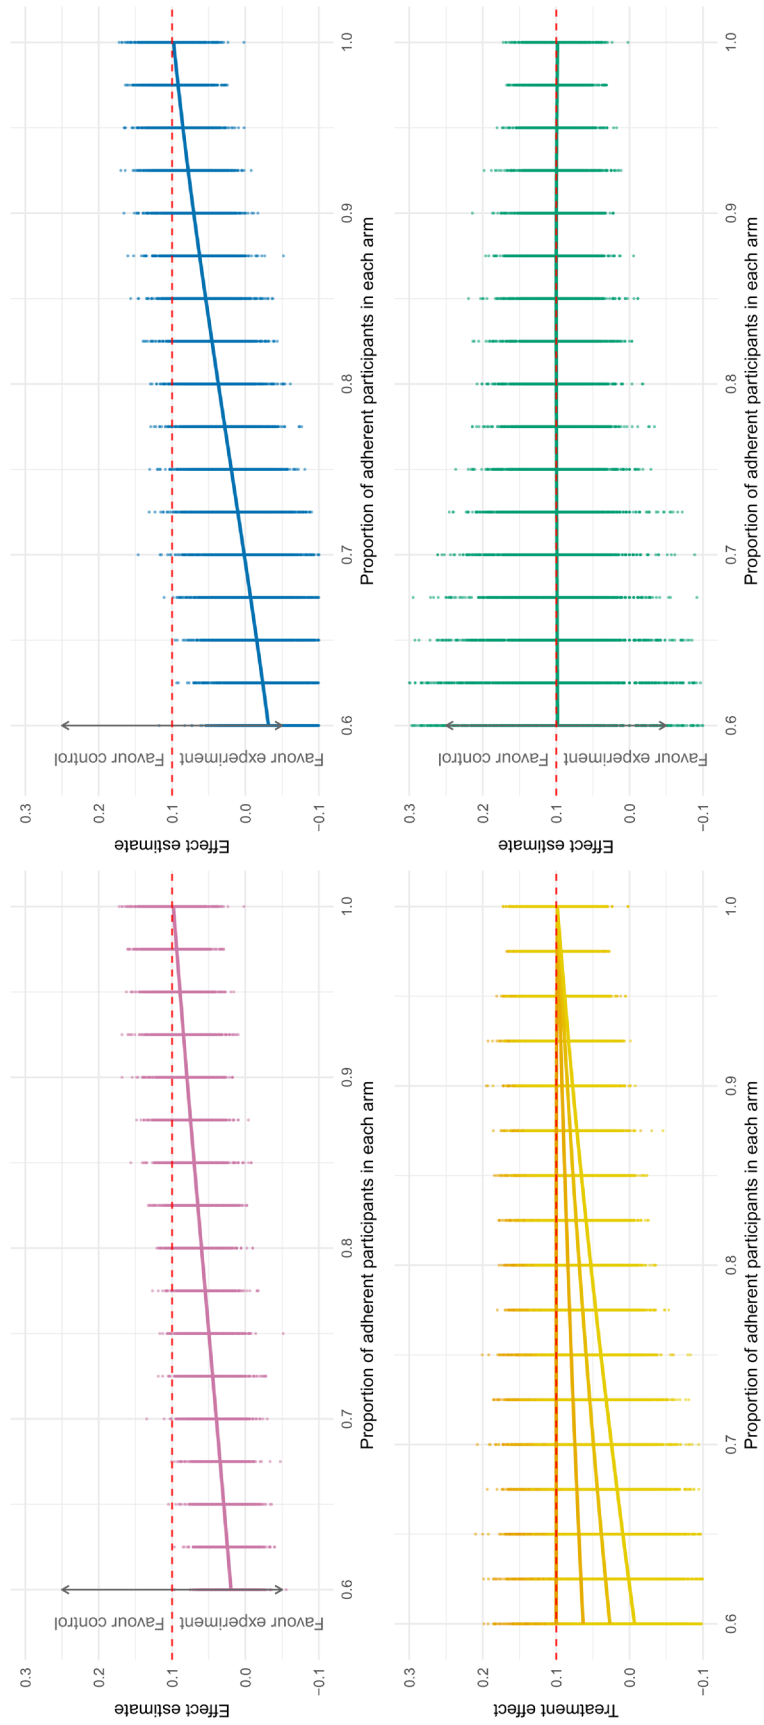 Effect estimate
0.3
0.2
0.1
0.0
−0.1
Favour control
Favour experiment
0.6 0.7 0.8 0.9 1.0
Proportion of adherent participants in each arm
Effect estimate
0.3
0.2
0.1
0.0
−0.1
Favour control
Favour experiment
0.6 0.7 0.8 0.9 1.0
Proportion of adherent participants in each arm
Treatment effect
0.3
0.2
0.1
0.0
−0.1
0.6 0.7 0.8 0.9 1.0
Proportion of adherent participants in each arm
Effect estimate
0.3
0.2
0.1
0.0
−0.1
Favour control
Favour experiment
0.6 0.7 0.8 0.9 1.0
Proportion of adherent participants in each arm